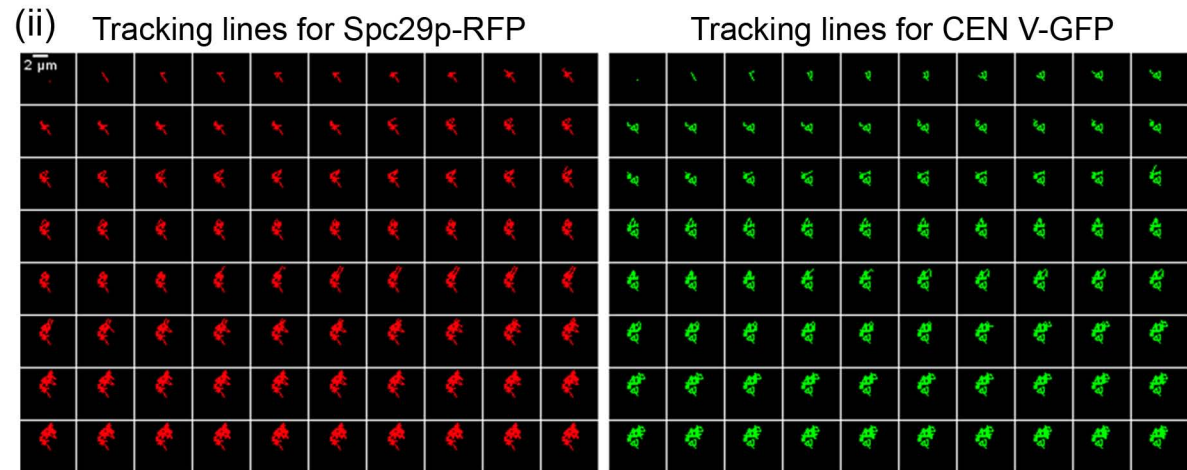 (ii) Tracking lines for Spc29p-RFP Tracking lines for CEN V-GFP
2 μm